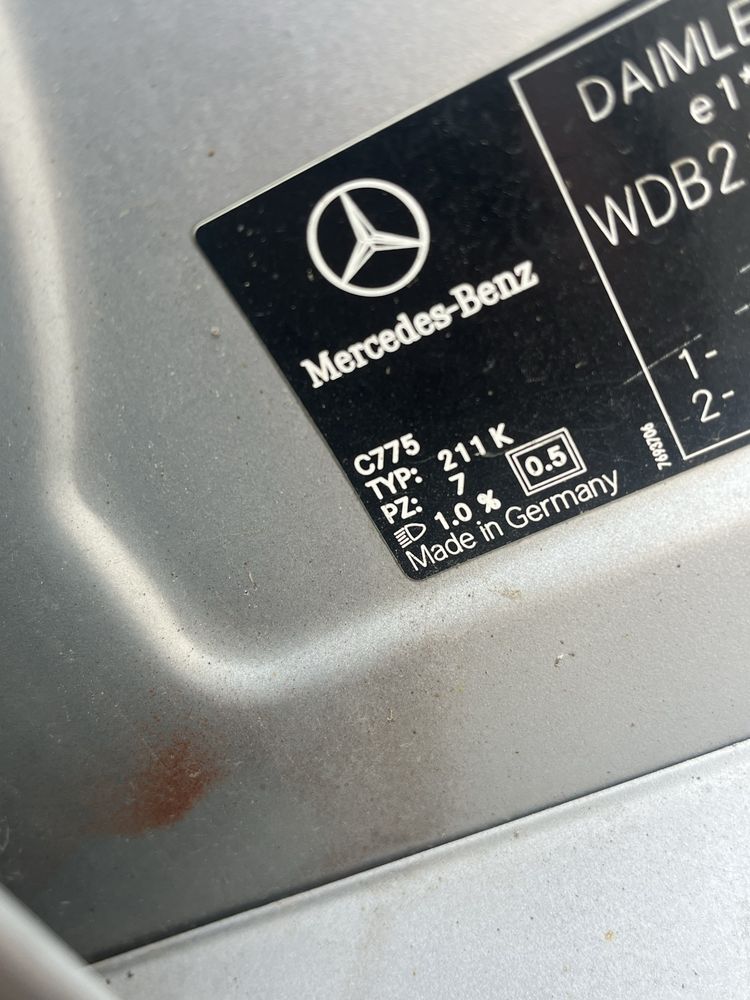 Mercedes-Benz
C775
TYP: 211 K
PZ: 7
1.0 %
0.5
Made in Germany
7693706
DAIMLE
e1*
WDB2
1-
2-